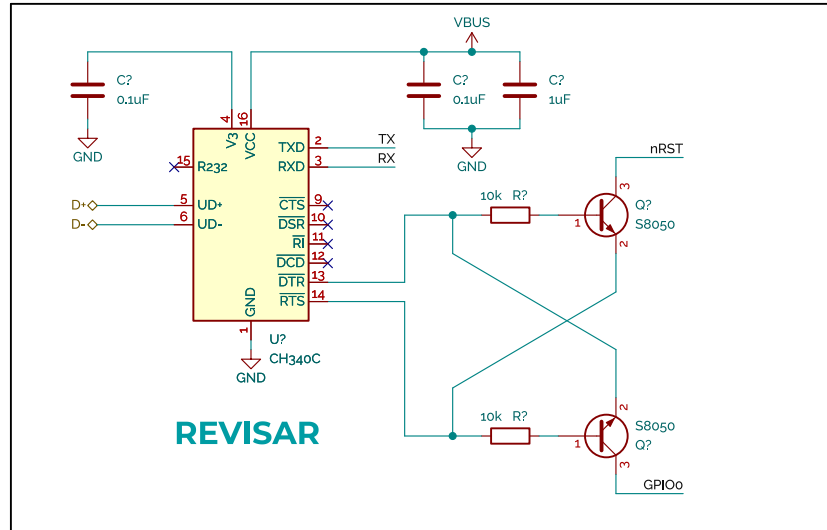 VBUS
C?
0.1uF
C?
0.1uF
C?
1uF
GND
GND
4
16
V3
VCC
15
R232
TXD
2
TX
RXD
3
RX
nRST
D+
5
UD+
D-
6
UD-
CTS
9
DSR
10
RI
11
DCD
12
DTR
13
RTS
14
10k R?
1
3
2
Q?
S8050
GND
1
GND
U?
CH340C
REVISAR
10k R?
1
2
3
S8050
Q?
GPIO0